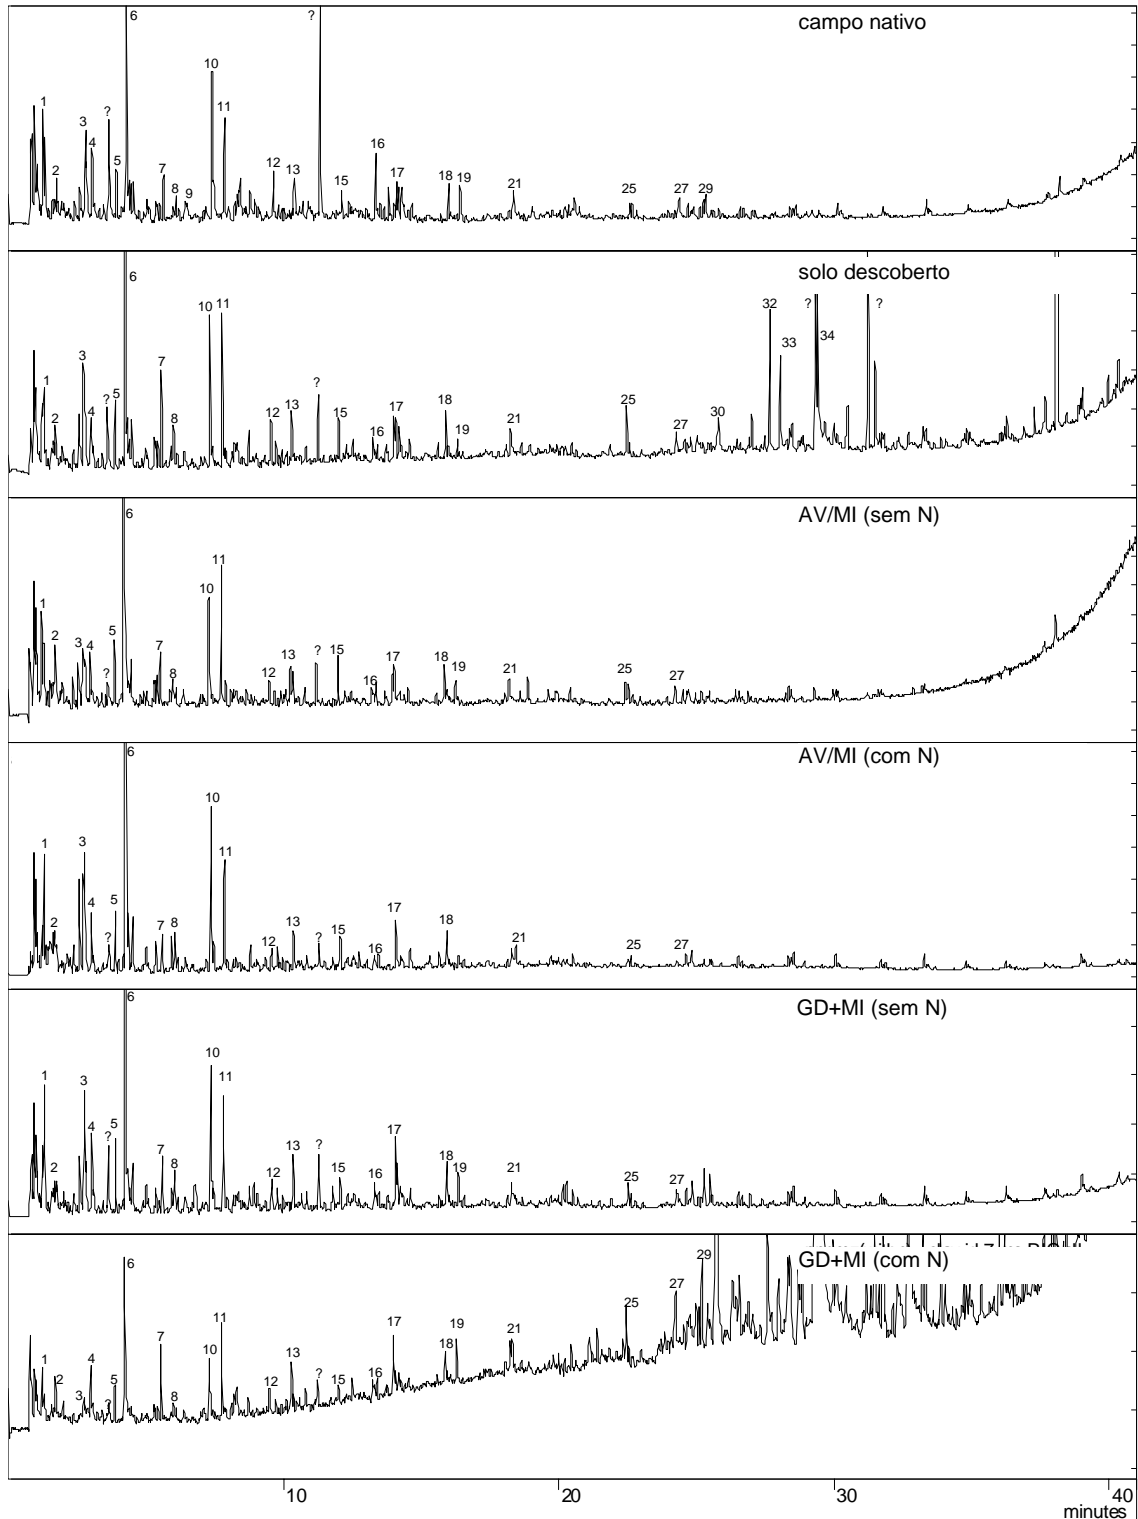 campo nativo
6 ?
10
1 3 ? 11
4 16
2 5 7 8 9 12 13 15 17 18 19 21 25 27 29
solo descoberto
6
10 11 32 ? ?
3 33 34
1 7 ?
2 4 ? 5 8 12 13 15 16 17 18 19 21 25 27 30
AV/MI (sem N)
6
11
10
1
2 3 4 ? 5 7 8 12 13 ? 15 16 17 18 19 21 25 27
AV/MI (com N)
6
10
1 3 11
2 4 ? 5 7 8 12 13 ? 15 16 17 18 21 25 27
GD+MI (sem N)
6
10
1 3 11
2 4 ? 5 7 8 12 13 ? 15 16 17 18 19 21 25 27
GD+MI (com N)
6 29
27
7 11 17 19 21 25
1 2 3 4 ? 5 8 10 12 13 ? 15 16 18
10 20 30 40
minutes